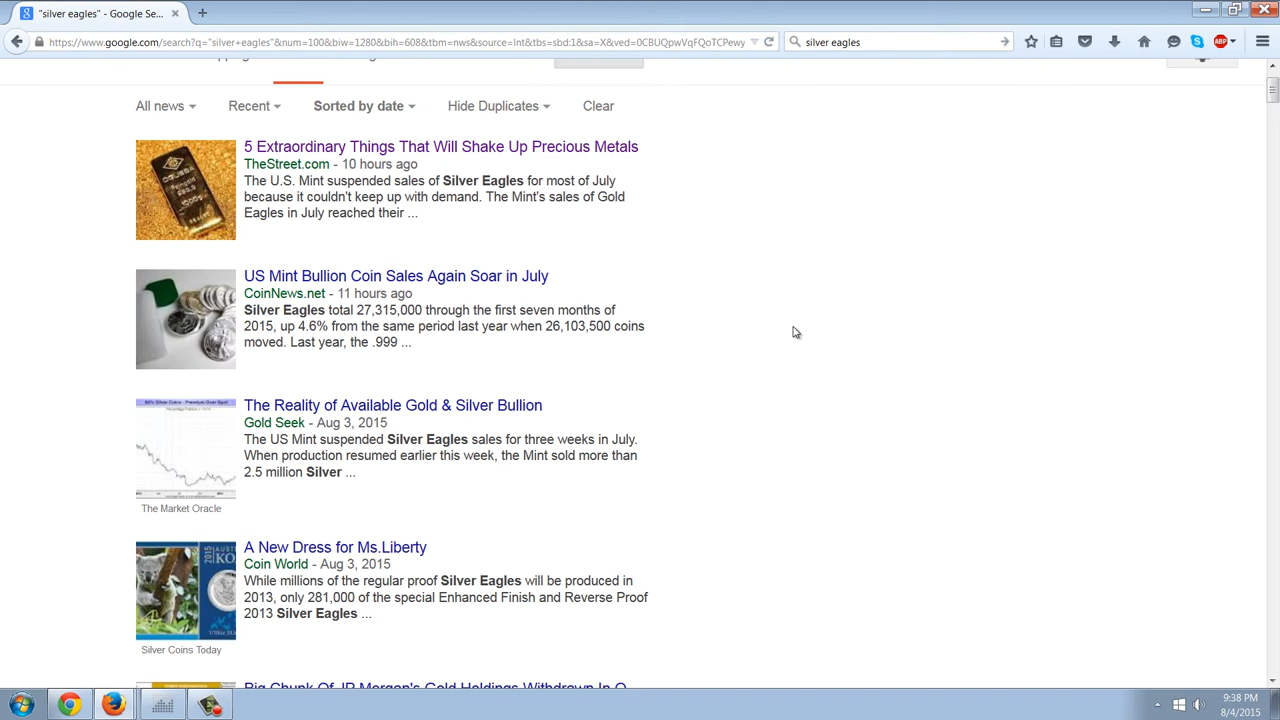 "silver eagles" - Google Se...
https://www.google.com/search?q="silver+eagles"&num=100&biw=1280&bih=608&tbm=nws&source=lnt&tbs=sbd:1&sa=X&ved=0CBUQpwVqFQoTCPewy
silver eagles
ABP
All news
Recent
Sorted by date
Hide Duplicates
Clear
5 Extraordinary Things That Will Shake Up Precious Metals
TheStreet.com - 10 hours ago
The U.S. Mint suspended sales of Silver Eagles for most of July
because it couldn't keep up with demand. The Mint's sales of Gold
Eagles in July reached their ...
US Mint Bullion Coin Sales Again Soar in July
CoinNews.net - 11 hours ago
Silver Eagles total 27,315,000 through the first seven months of
2015, up 4.6% from the same period last year when 26,103,500 coins
moved. Last year, the .999 ...
The Reality of Available Gold & Silver Bullion
Gold Seek - Aug 3, 2015
The US Mint suspended Silver Eagles sales for three weeks in July.
When production resumed earlier this week, the Mint sold more than
2.5 million Silver ...
The Market Oracle
A New Dress for Ms.Liberty
Coin World - Aug 3, 2015
While millions of the regular proof Silver Eagles will be produced in
2013, only 281,000 of the special Enhanced Finish and Reverse Proof
2013 Silver Eagles ...
Silver Coins Today
Big Chunk Of JP Morgan's Gold Holdings Withdrawn In O
9:38 PM
8/4/2015